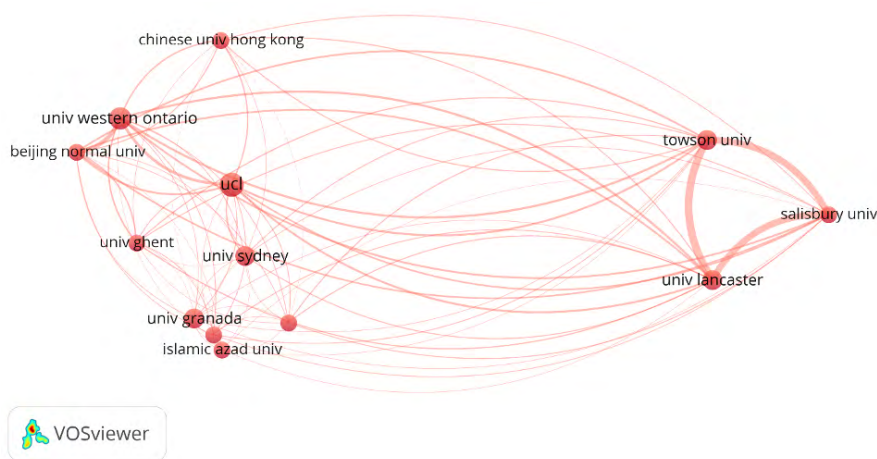 chinese univ hong kong
univ western ontario
beijing normal univ
towson univ
ucl
salisbury univ
univ ghent
univ sydney
univ lancaster
univ granada
islamic azad univ
VOSviewer